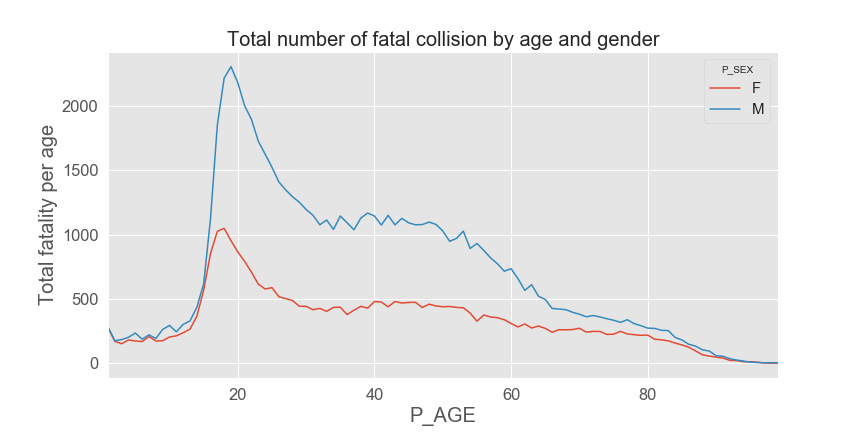 Total number of fatal collision by age and gender
P_SEX
F
M
Total fatality per age
2000
1500
1000
500
0
20 40 60 80
P_AGE